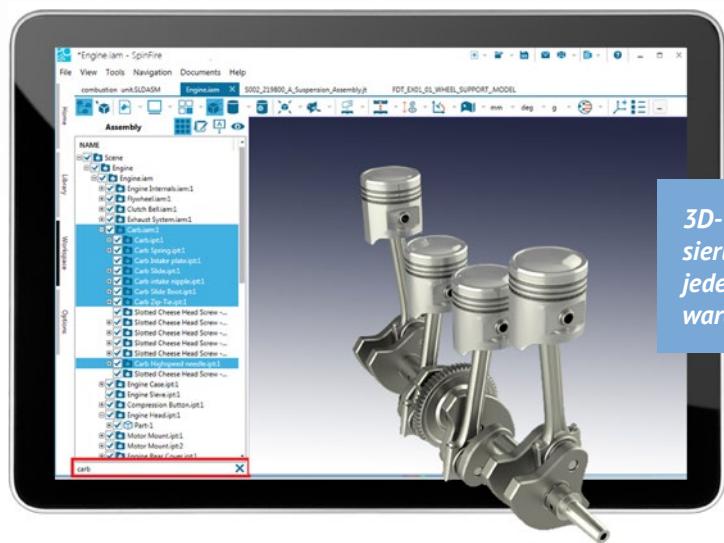 *Engine.iam - SpinFire
File View Tools Navigation Documents Help
combustion unit.SLDASM Engine.iam X S002_219800_A_Suspension_Assembly.jt FDT_EX01_01_WHEEL_SUPPORT_MODEL
mm deg g
Home
Library
Workspace
Options
Assembly
NAME
Scene
Engine
Engine.iam
Engine Internals.iam:1
Flywheel.iam:1
Clutch Bell.iam:1
Exhaust System.iam:1
Carb.iam:1
Carb.ipt:1
Carb Spring.ipt:1
Carb Intake plate.ipt:1
Carb Slide.ipt:1
Carb intake nipple.ipt:1
Carb Slide Boot.ipt:1
Carb Zip-Tie.ipt:1
Slotted Cheese Head Screw -...
Slotted Cheese Head Screw -...
Slotted Cheese Head Screw -...
Slotted Cheese Head Screw -...
Slotted Cheese Head Screw -...
Carb Highspeed needle.ipt:1
Slotted Cheese Head Screw -...
Engine Case.ipt:1
Engine Sleve.ipt:1
Compression Button.ipt:1
Engine Head.ipt:1
Part-1
Motor Mount.ipt:1
Motor Mount.ipt:2
Engine Rear Cover.ipt:1
carb X
3D-
sier
jede
war